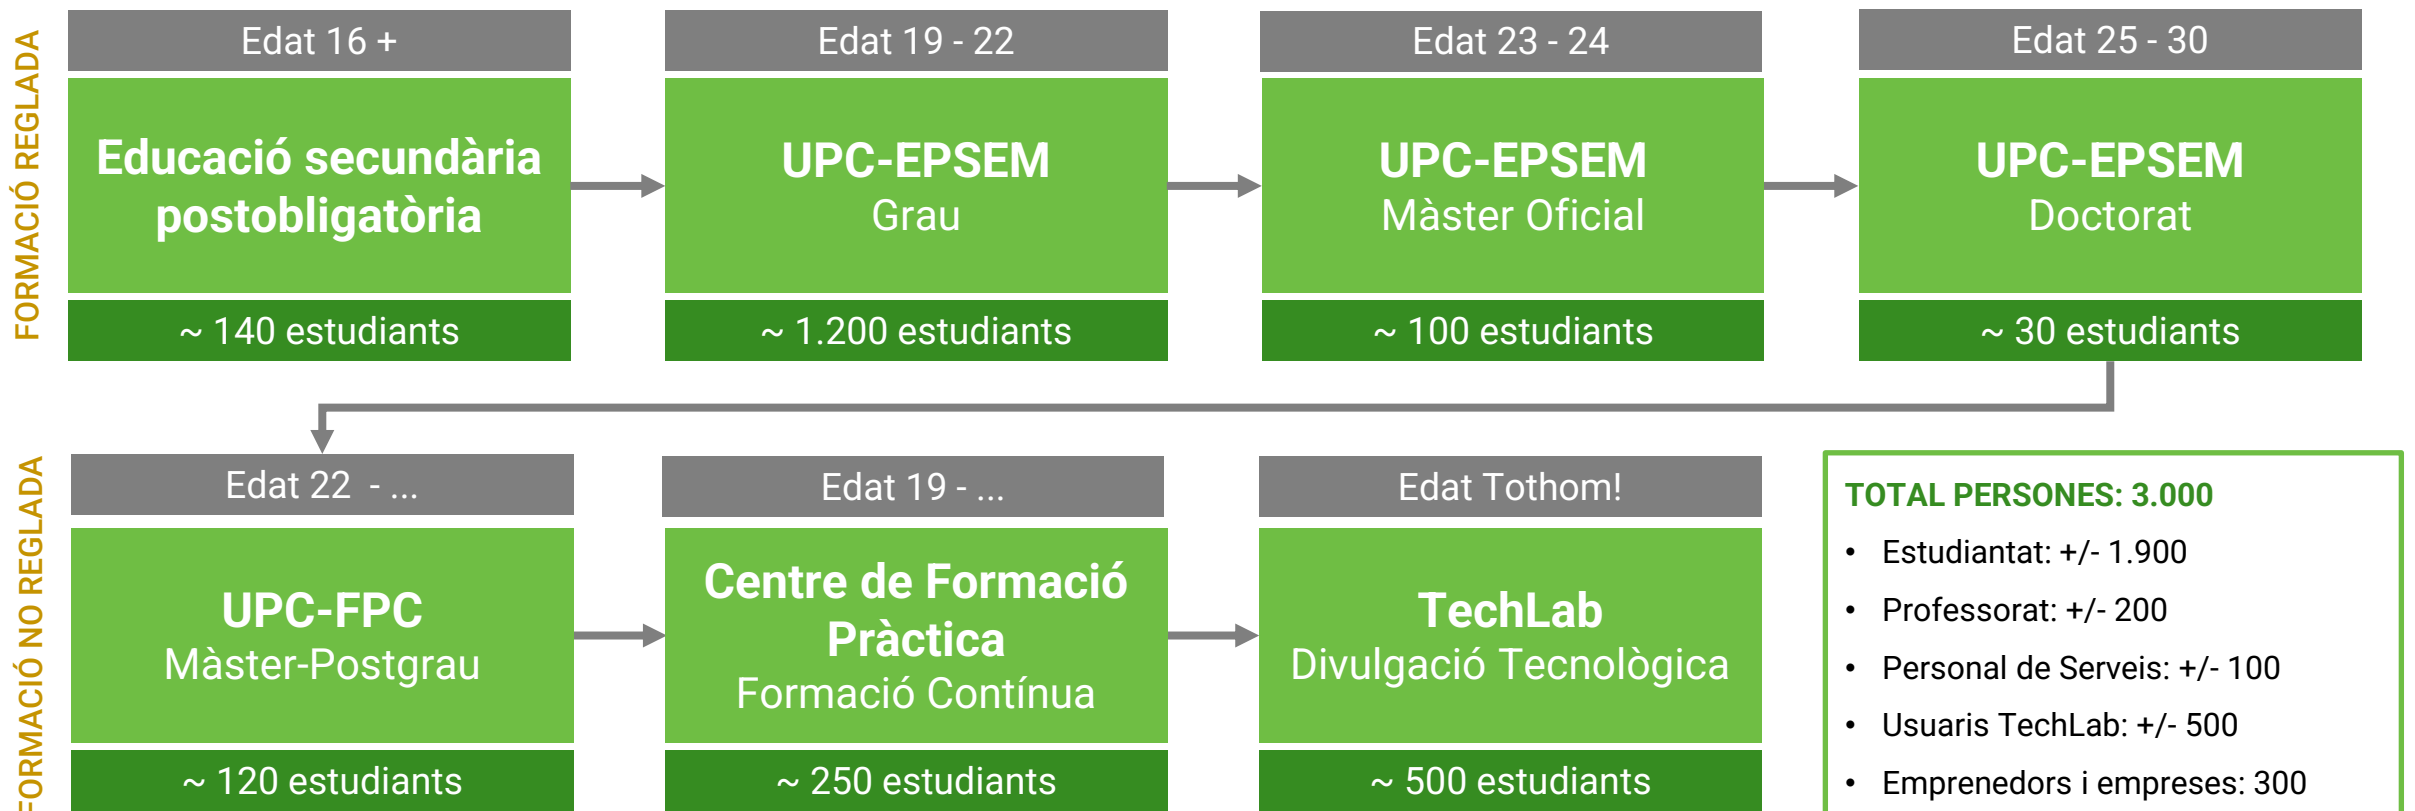 FORMACIÓ REGLADA
Edat 16 +
Educació secundària
postobligatòria
~ 140 estudiants
Edat 19 - 22
UPC-EPSEM
Grau
~ 1.200 estudiants
Edat 23 - 24
UPC-EPSEM
Màster Oficial
~ 100 estudiants
Edat 25 - 30
UPC-EPSEM
Doctorat
~ 30 estudiants
FORMACIÓ NO REGLADA
Edat 22 - ...
UPC-FPC
Màster-Postgrau
~ 120 estudiants
Edat 19 - ...
Centre de Formació
Pràctica
Formació Contínua
~ 250 estudiants
Edat Tothom!
TechLab
Divulgació Tecnològica
~ 500 estudiants
TOTAL PERSONES: 3.000
• Estudiantat: +/- 1.900
• Professorat: +/- 200
• Personal de Serveis: +/- 100
• Usuaris TechLab: +/- 500
• Emprenedors i empreses: 300